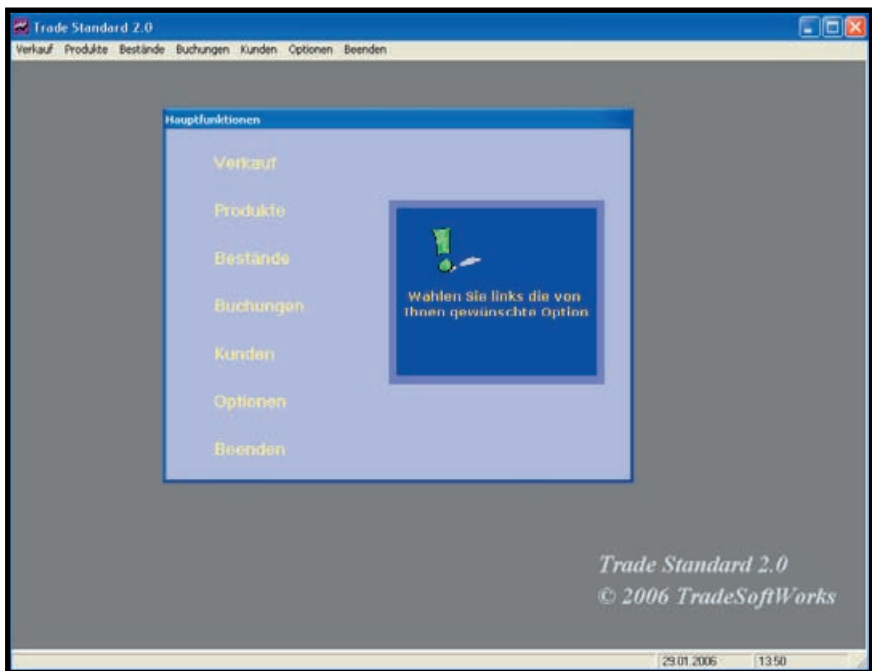 Trade Standard 2.0
Verkauf Produkte Bestände Buchungen Kunden Optionen Beenden
Hauptfunktionen
Verkauf
Produkte
Bestände
Buchungen
Kunden
Optionen
Beenden
Wählen Sie links die von
Ihnen gewünschte Option
Trade Standard 2.0
© 2006 TradeSoftWorks
29.01.2006 13:50